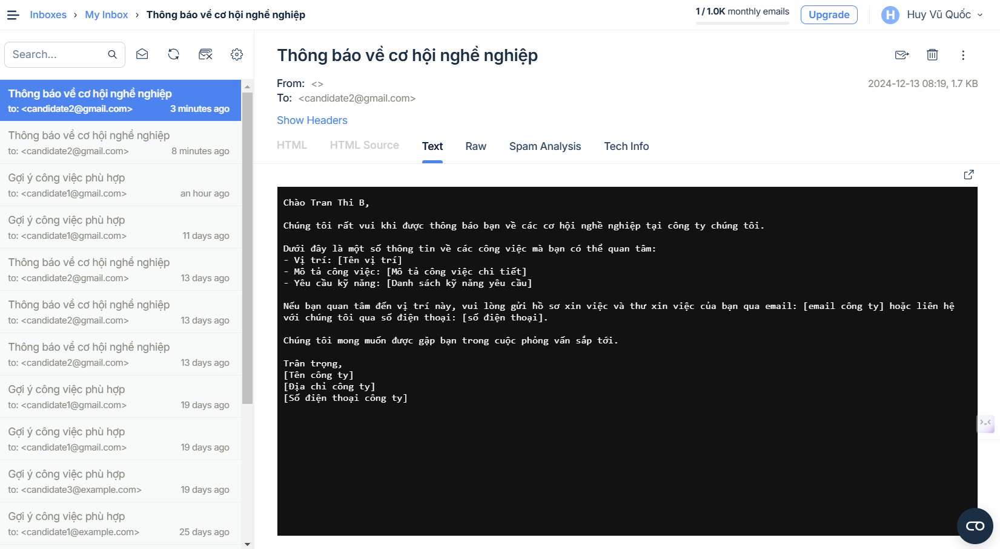 Inboxes › My Inbox › Thông báo về cơ hội nghề nghiệp
1 / 1.0K monthly emails
Upgrade
H
Huy Vũ Quốc
Search...
Thông báo về cơ hội nghề nghiệp
to: <candidate2@gmail.com> 3 minutes ago
Thông báo về cơ hội nghề nghiệp
to: <candidate2@gmail.com> 8 minutes ago
Gợi ý công việc phù hợp
to: <candidate1@gmail.com> an hour ago
Gợi ý công việc phù hợp
to: <candidate1@gmail.com> 11 days ago
Thông báo về cơ hội nghề nghiệp
to: <candidate2@gmail.com> 13 days ago
Thông báo về cơ hội nghề nghiệp
to: <candidate2@gmail.com> 13 days ago
Thông báo về cơ hội nghề nghiệp
to: <candidate2@gmail.com> 13 days ago
Gợi ý công việc phù hợp
to: <candidate1@gmail.com> 19 days ago
Gợi ý công việc phù hợp
to: <candidate1@gmail.com> 19 days ago
Gợi ý công việc phù hợp
to: <candidate3@example.com> 19 days ago
Gợi ý công việc phù hợp
to: <candidate1@example.com> 25 days ago
Thông báo về cơ hội nghề nghiệp
From: <>
2024-12-13 08:19, 1.7 KB
To: <candidate2@gmail.com>
Show Headers
HTML HTML Source Text Raw Spam Analysis Tech Info
Chào Tran Thi B,
Chúng tôi rất vui khi được thông báo bạn về các cơ hội nghề nghiệp tại công ty chúng tôi.
Dưới đây là một số thông tin về các công việc mà bạn có thể quan tâm:
- Vị trí: [Tên vị trí]
- Mô tả công việc: [Mô tả công việc chi tiết]
- Yêu cầu kỹ năng: [Danh sách kỹ năng yêu cầu]
Nếu bạn quan tâm đến vị trí này, vui lòng gửi hồ sơ xin việc và thư xin việc của bạn qua email: [email công ty] hoặc liên hệ
với chúng tôi qua số điện thoại: [số điện thoại].
Chúng tôi mong muốn được gặp bạn trong cuộc phỏng vấn sắp tới.
Trân trọng,
[Tên công ty]
[Địa chỉ công ty]
[Số điện thoại công ty]